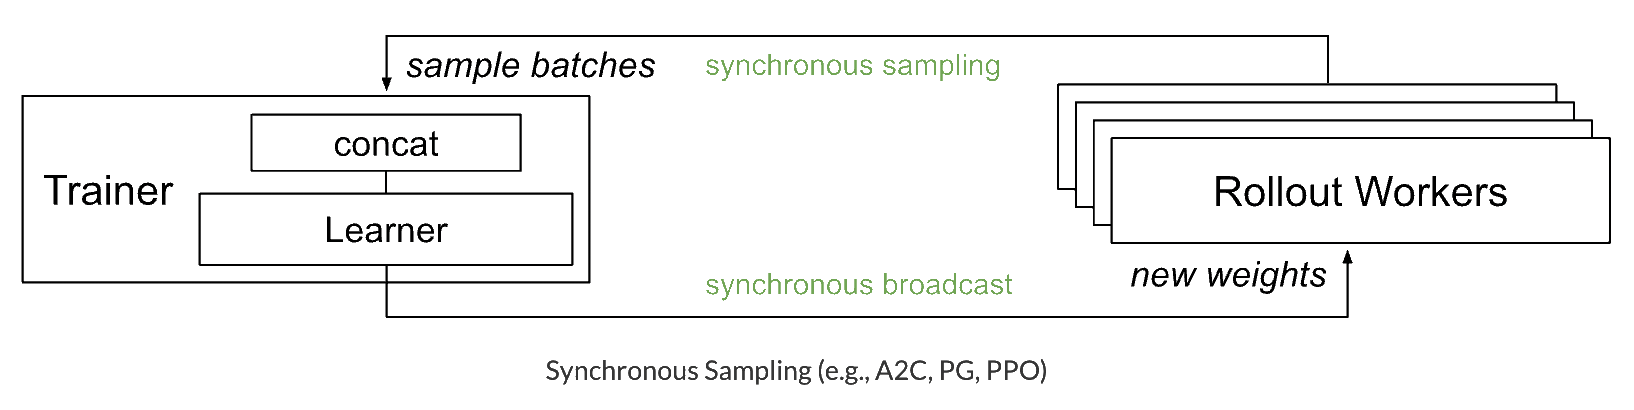 sample batches
synchronous sampling
concat
Trainer
Learner
Rollout Workers
synchronous broadcast
new weights
Synchronous Sampling (e.g., A2C, PG, PPO)